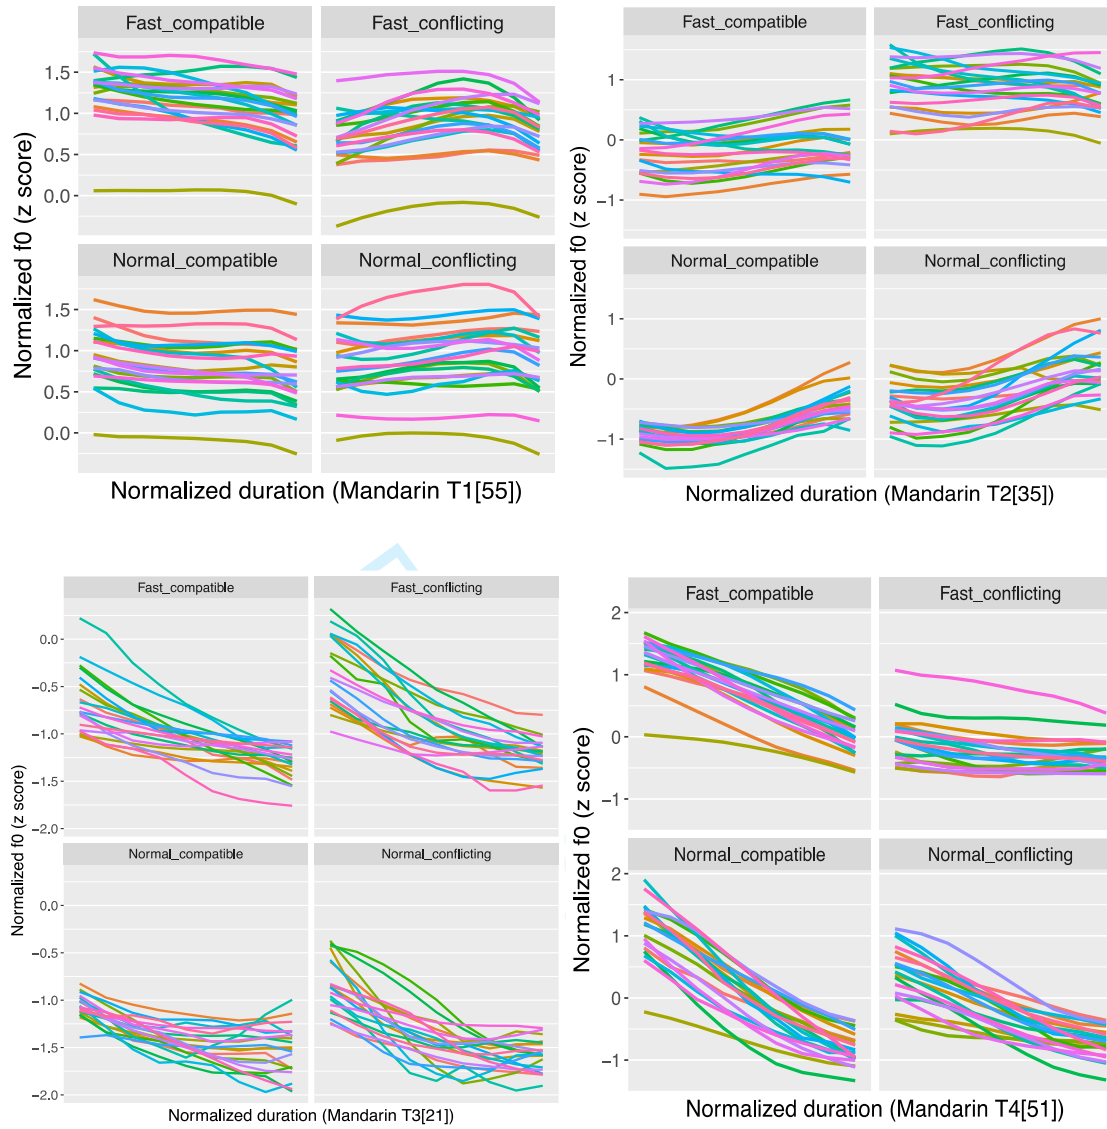 Fast_compatible
Fast_conflicting
1.5
1.0
0.5
0.0
Normal_compatible
Normal_conflicting
1.5
1.0
0.5
0.0
Normalized f0 (z score)
Normalized duration (Mandarin T1[55])
Fast_compatible
Fast_conflicting
1
0
−1
Normal_compatible
Normal_conflicting
1
0
−1
Normalized f0 (z score)
Normalized duration (Mandarin T2[35])
Fast_compatible
Fast_conflicting
0.0
−0.5
−1.0
−1.5
−2.0
Normal_compatible
Normal_conflicting
0.0
−0.5
−1.0
−1.5
−2.0
Normalized f0 (z score)
Normalized duration (Mandarin T3[21])
Fast_compatible
Fast_conflicting
2
1
0
−1
Normal_compatible
Normal_conflicting
2
1
0
−1
Normalized f0 (z score)
Normalized duration (Mandarin T4[51])